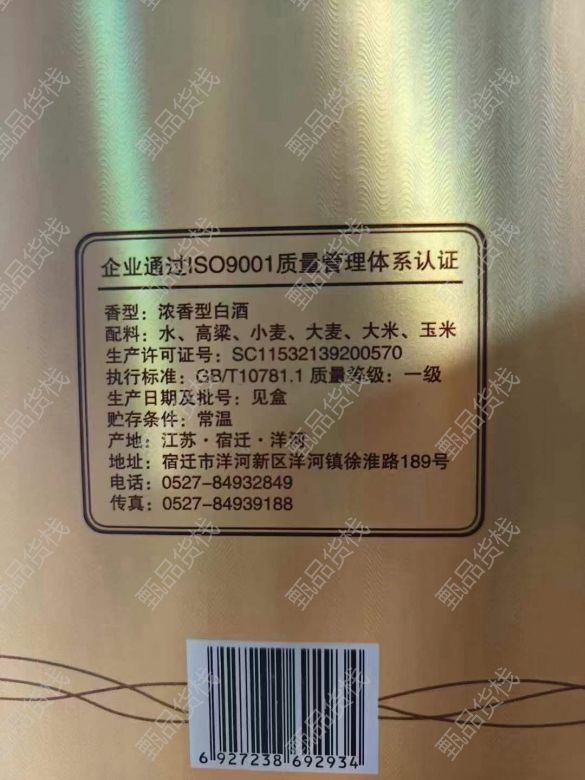 企业通过ISO9001质量管理体系认证
香型：浓香型白酒
配料：水、高粱、小麦、大麦、大米、玉米
生产许可证号：SC11532139200570
执行标准：GB/T10781.1 质量等级：一级
生产日期及批号：见盒
贮存条件：常温
产地：江苏·宿迁·洋河
地址：宿迁市洋河新区洋河镇徐淮路189号
电话：0527-84932849
传真：0527-84939188
6 927238 692934
甄品货栈